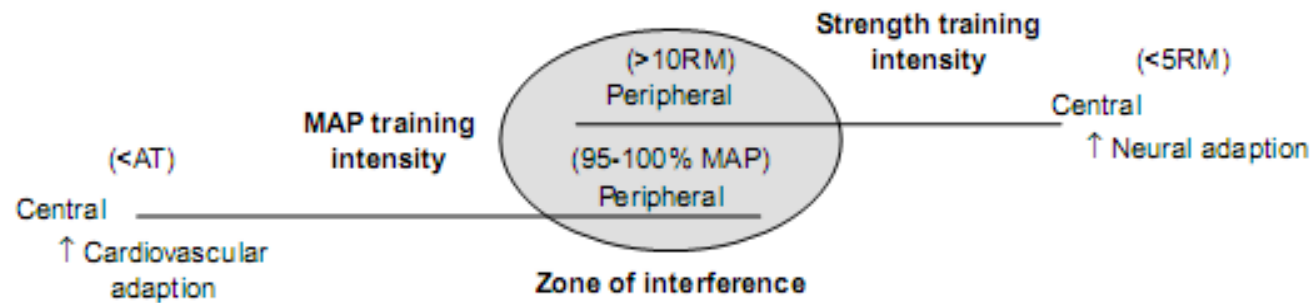 Strength training
intensity
(>10RM)
Peripheral
(<5RM)
Central
↑ Neural adaption
MAP training
intensity
(<AT)
(95-100% MAP)
Peripheral
Central
↑ Cardiovascular
adaption
Zone of interference